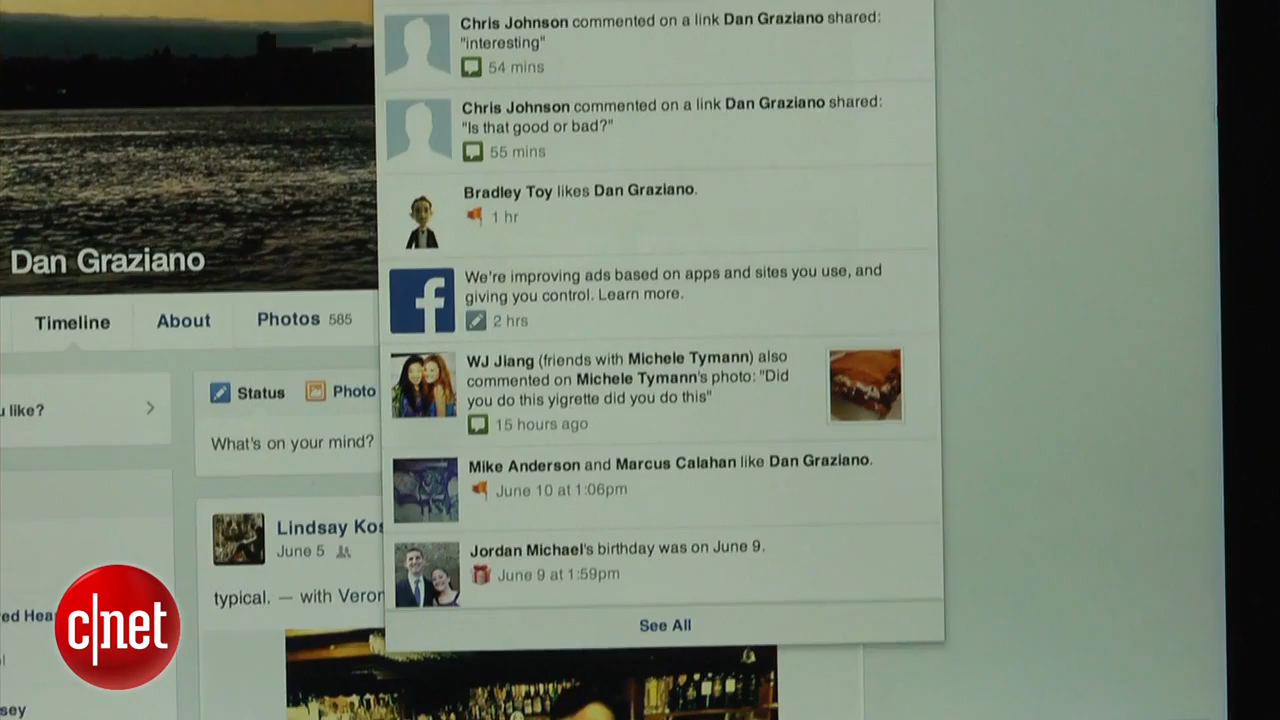 Chris Johnson commented on a link Dan Graziano shared:
"interesting"
54 mins
Chris Johnson commented on a link Dan Graziano shared:
"Is that good or bad?"
55 mins
Bradley Toy likes Dan Graziano.
1 hr
We're improving ads based on apps and sites you use, and
giving you control. Learn more.
2 hrs
WJ Jiang (friends with Michele Tymann) also
commented on Michele Tymann's photo: "Did
you do this yigrette did you do this"
15 hours ago
Mike Anderson and Marcus Calahan like Dan Graziano.
June 10 at 1:06pm
Jordan Michael's birthday was on June 9.
June 9 at 1:59pm
See All
Dan Graziano
Timeline About Photos 585
u like?
Status Photo
What's on your mind?
Lindsay Kos
June 5
typical. — with Veron
ed Hea
sey
c|net